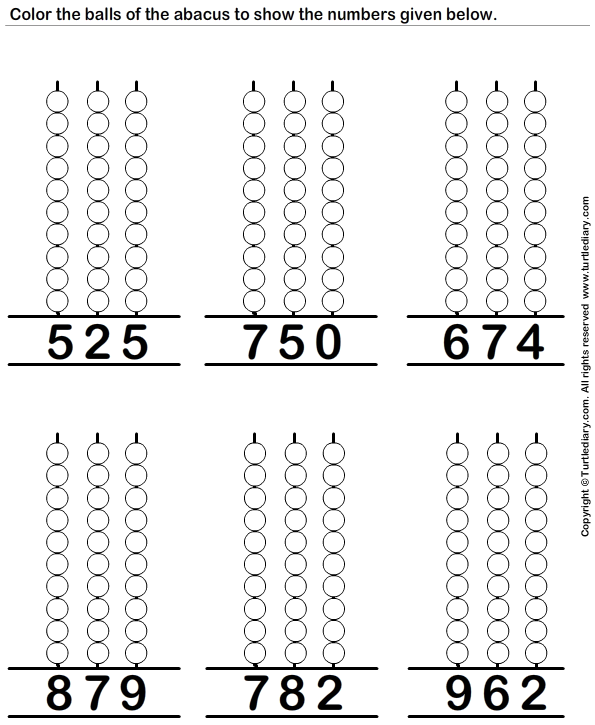 Color the balls of the abacus to show the numbers given below.
525 750 674
879 782 962
Copyright © Turtlediary.com. All rights reserved www.turtlediary.com